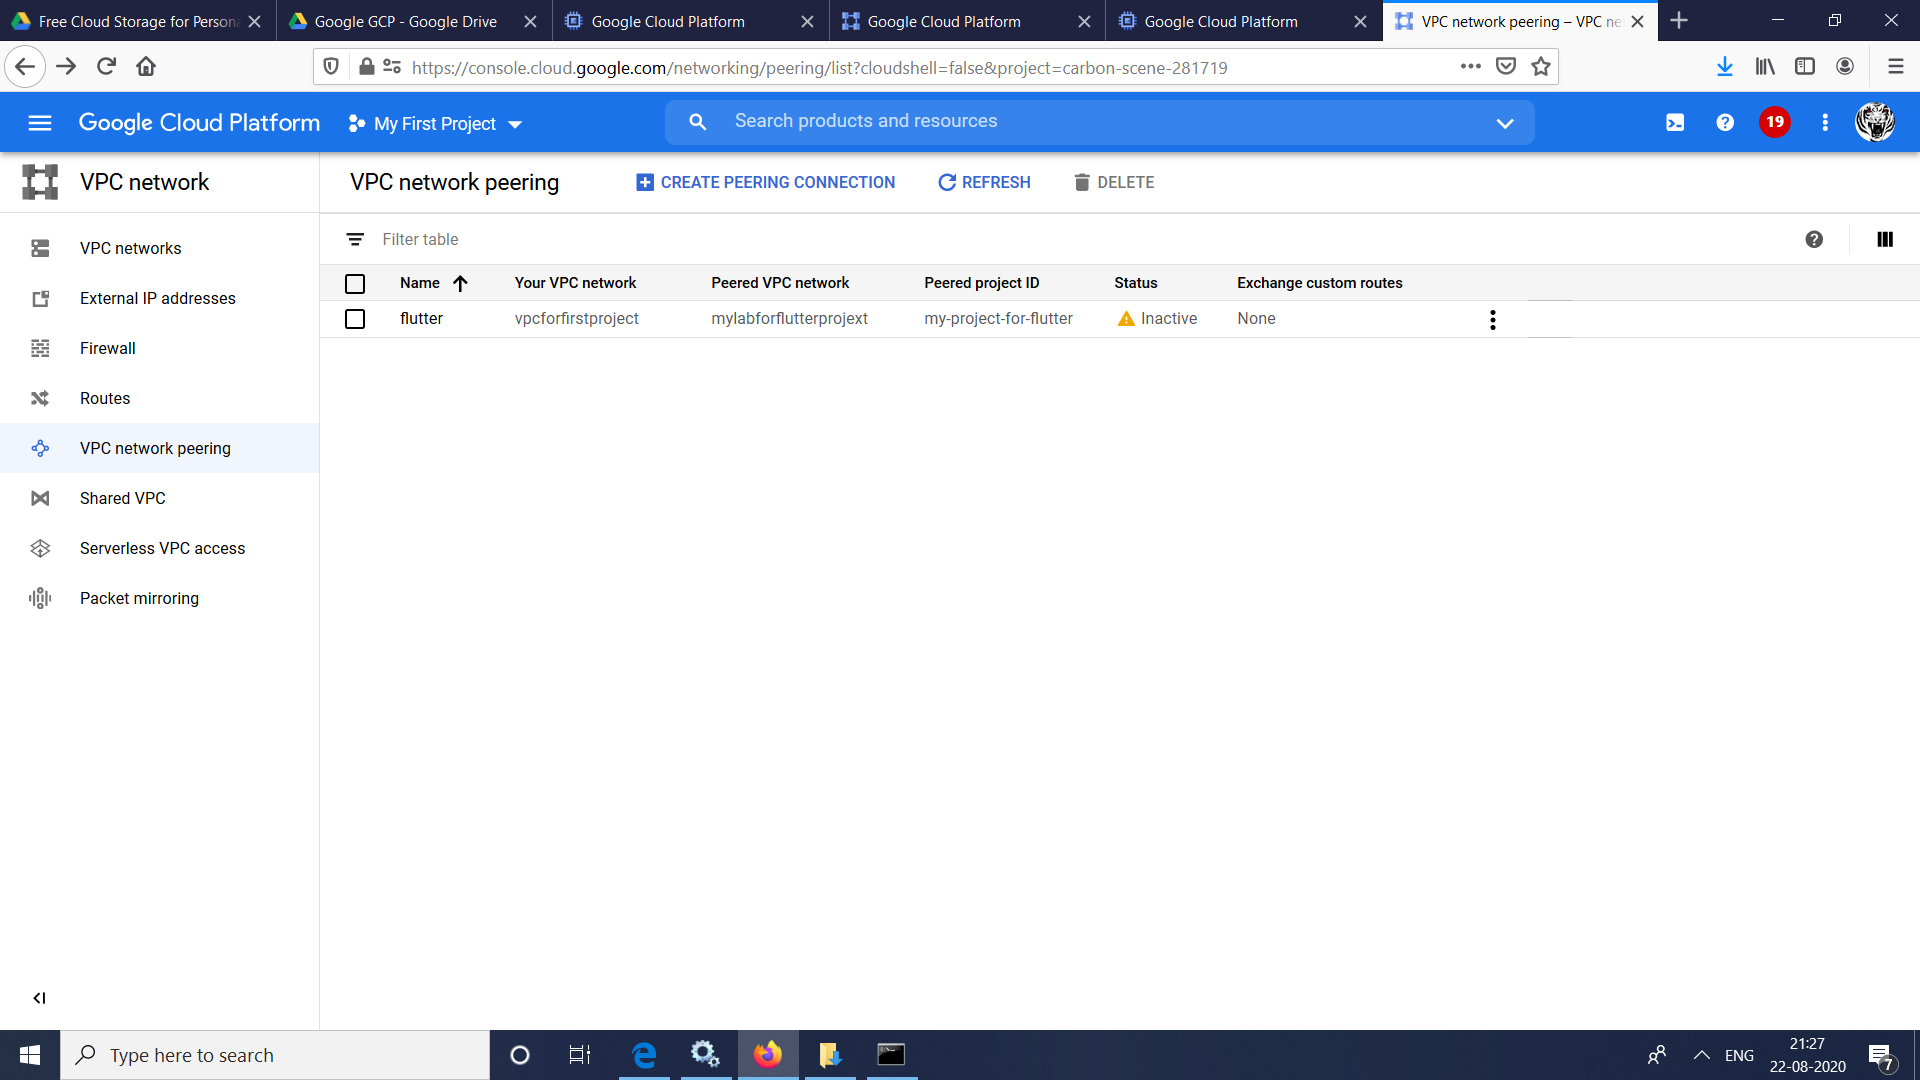 Free Cloud Storage for Persona
Google GCP - Google Drive
Google Cloud Platform
Google Cloud Platform
Google Cloud Platform
VPC network peering – VPC ne
https://console.cloud.google.com/networking/peering/list?cloudshell=false&project=carbon-scene-281719
Google Cloud Platform
My First Project
Search products and resources
19
VPC network
VPC network peering
CREATE PEERING CONNECTION
REFRESH
DELETE
VPC networks
External IP addresses
Firewall
Routes
VPC network peering
Shared VPC
Serverless VPC access
Packet mirroring
Filter table
Name Your VPC network Peered VPC network Peered project ID Status Exchange custom routes
flutter vpcforfirstproject mylabforflutterprojext my-project-for-flutter Inactive None
Type here to search
ENG
21:27
22-08-2020
7